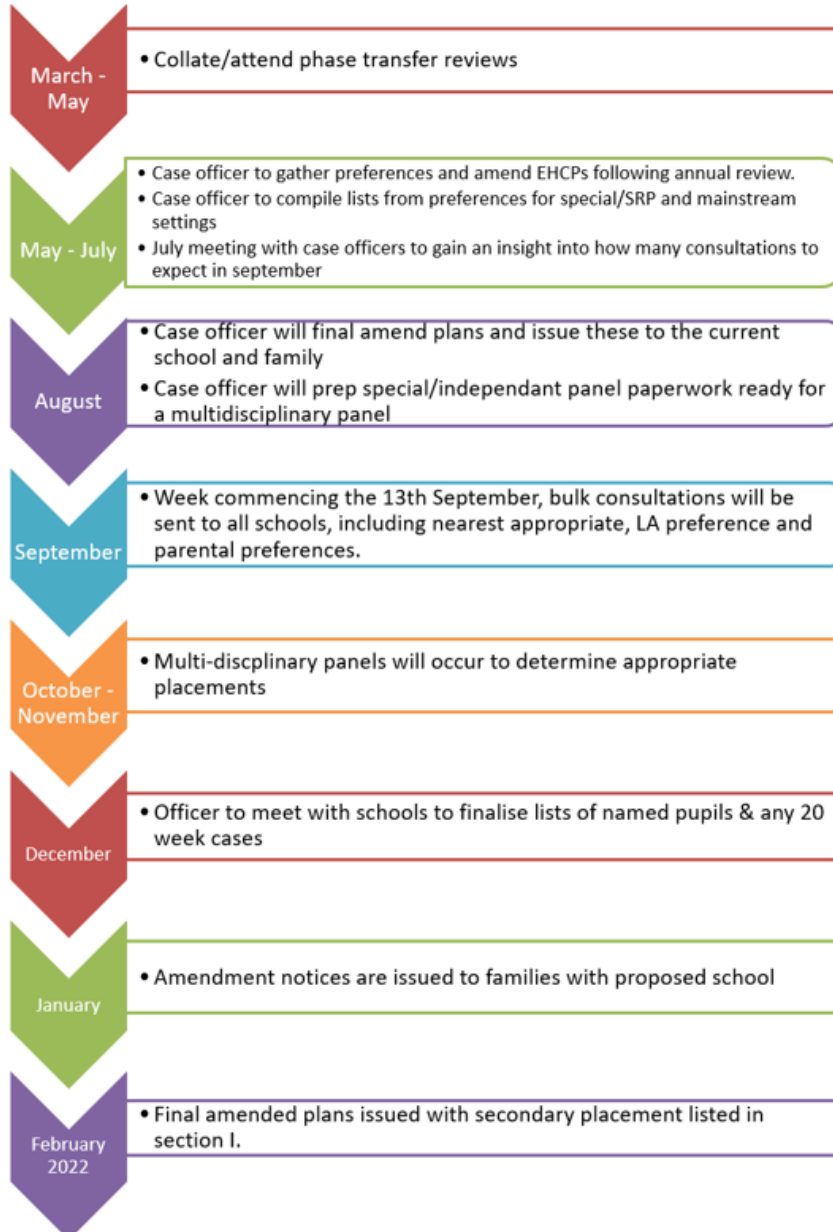 March -
May
• Collate/attend phase transfer reviews
May - July
• Case officer to gather preferences and amend EHCPs following annual review.
• Case officer to compile lists from preferences for special/SRP and mainstream
settings
• July meeting with case officers to gain an insight into how many consultations to
expect in september
August
• Case officer will final amend plans and issue these to the current
school and family
• Case officer will prep special/independant panel paperwork ready for
a multidisciplinary panel
September
• Week commencing the 13th September, bulk consultations will be
sent to all schools, including nearest appropriate, LA preference and
parental preferences.
October -
November
• Multi-discplinary panels will occur to determine appropriate
placements
December
• Officer to meet with schools to finalise lists of named pupils & any 20
week cases
January
• Amendment notices are issued to families with proposed school
February
2022
• Final amended plans issued with secondary placement listed in
section I.